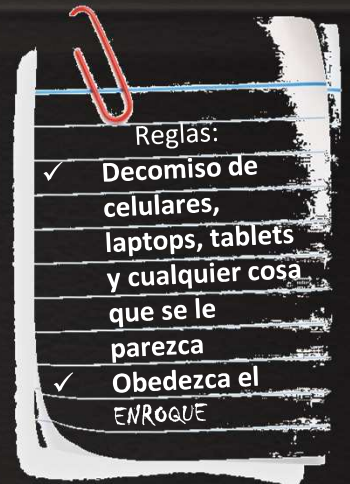 Reglas:
✓ Decomiso de
celulares,
laptops, tablets
y cualquier cosa
que se le
parezca
✓ Obedezca el
ENROQUE